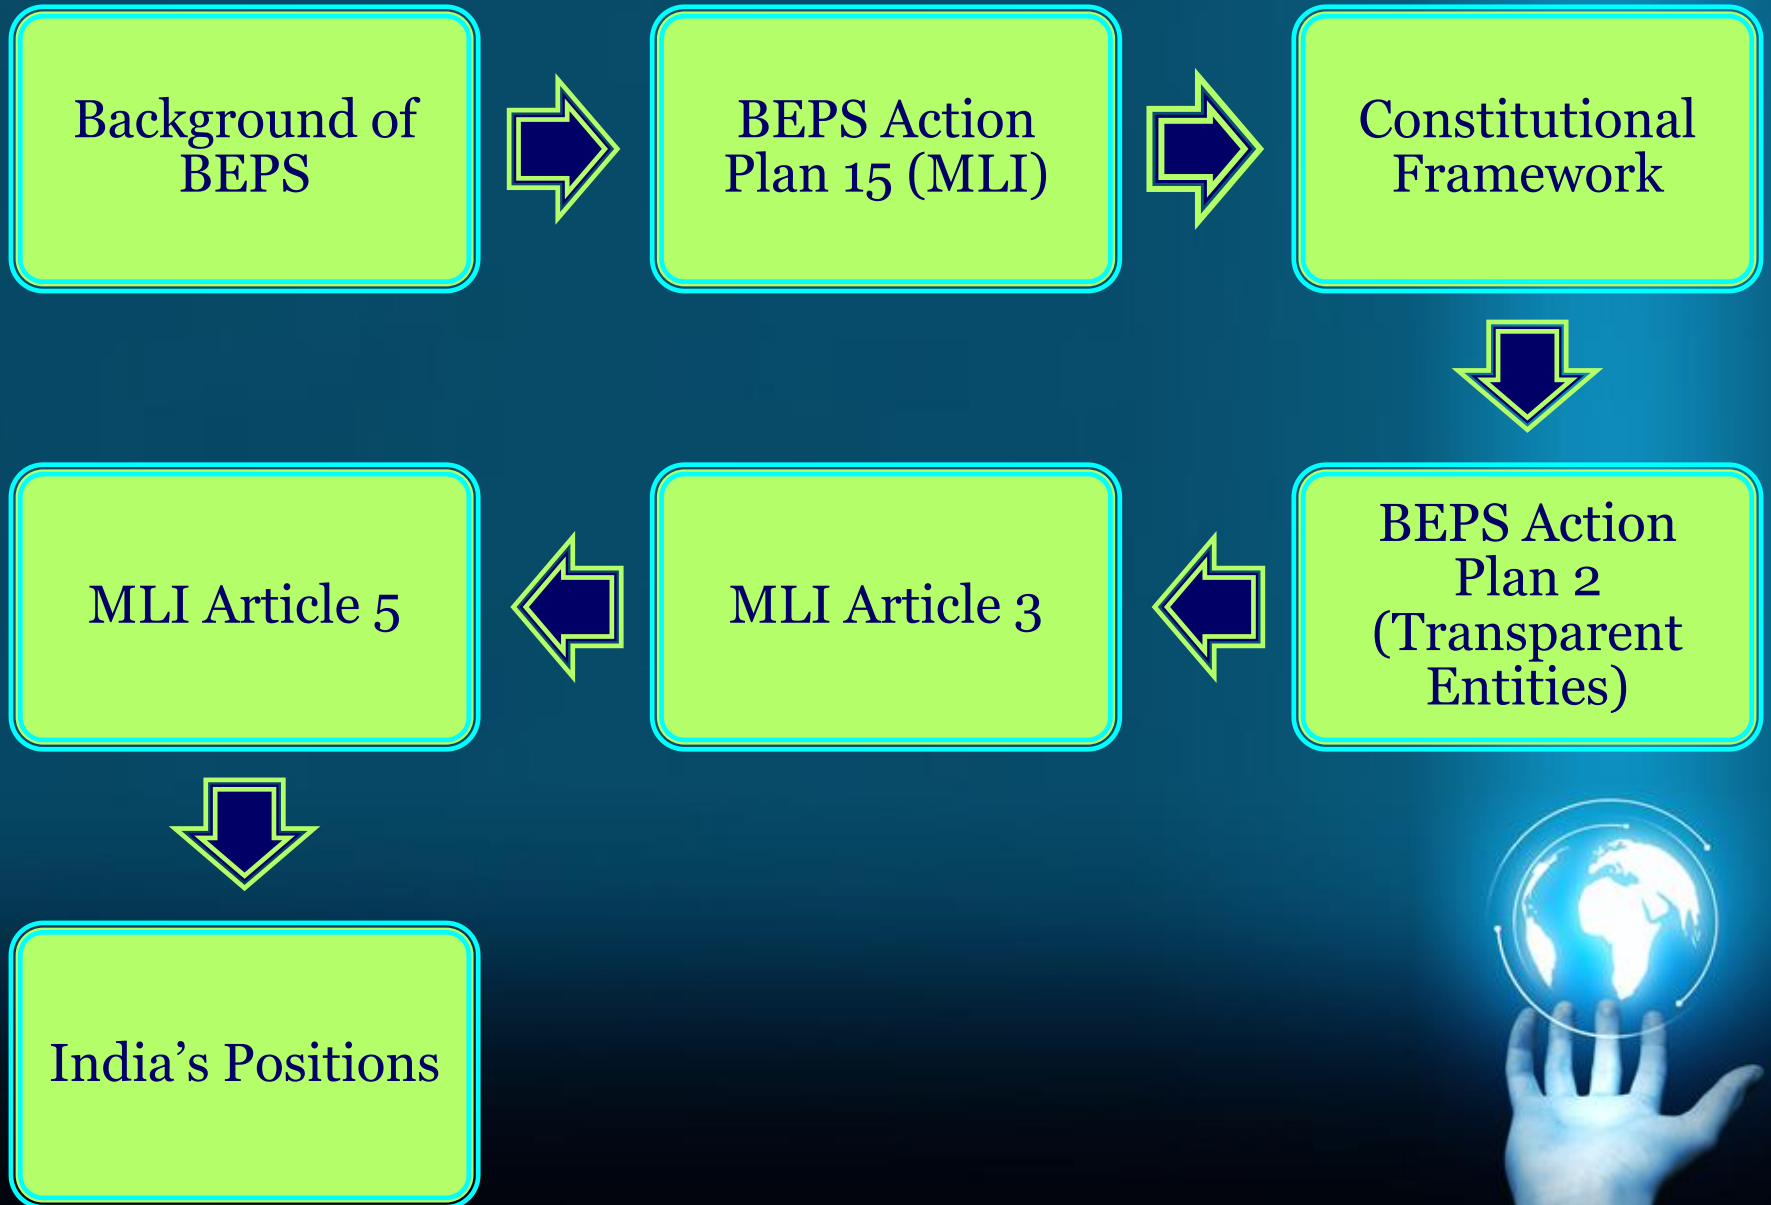 Background of
BEPS
BEPS Action
Plan 15 (MLI)
Constitutional
Framework
BEPS Action
Plan 2
(Transparent
Entities)
MLI Article 3
MLI Article 5
India’s Positions